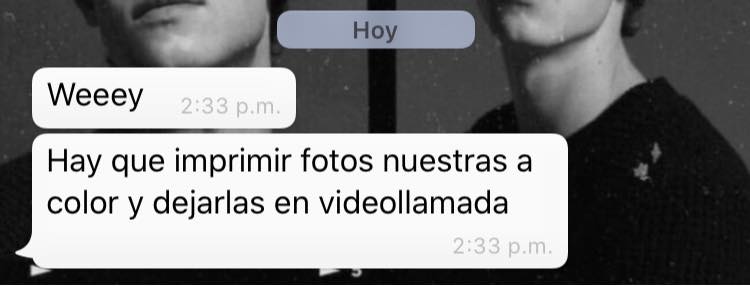 Hoy
Weeey
2:33 p.m.
Hay que imprimir fotos nuestras a
color y dejarlas en videollamada
2:33 p.m.